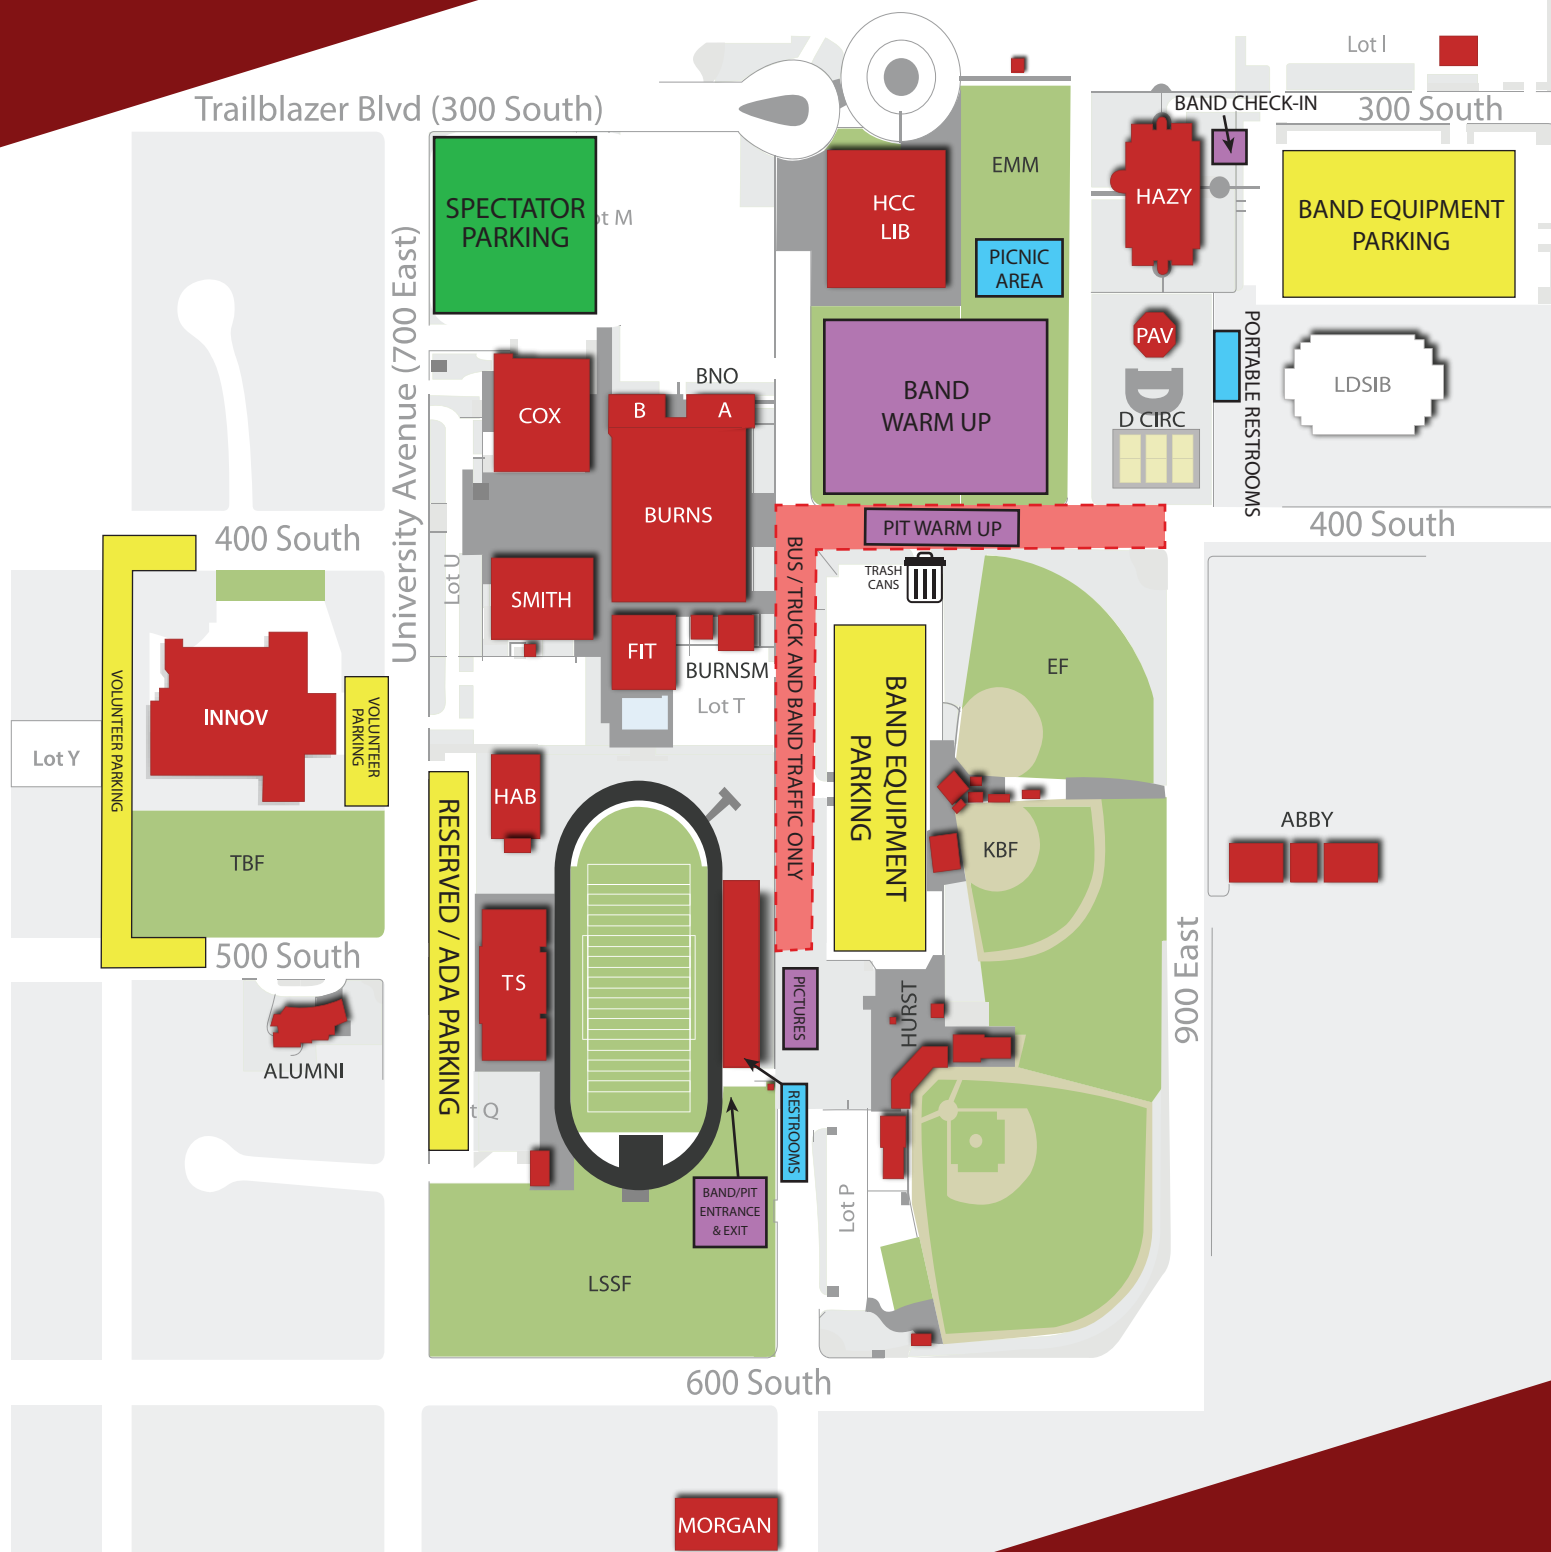 Lot I
BAND CHECK-IN
Trailblazer Blvd (300 South)
300 South
SPECTATOR
PARKING
ot M
HCC
LIB
EMM
HAZY
BAND EQUIPMENT
PARKING
PICNIC
AREA
University Avenue (700 East)
PAV
PORTABLE RESTROOMS
LDSIB
BNO
COX
B
A
BAND
WARM UP
D CIRC
BURNS
PIT WARM UP
400 South
400 South
BUS / TRUCK AND BAND TRAFFIC ONLY
TRASH
CANS
Lot U
SMITH
FIT
BURNSM
EF
VOLUNTEER PARKING
INNOV
VOLUNTEER
PARKING
Lot T
BAND EQUIPMENT
PARKING
Lot Y
HAB
RESERVED / ADA PARKING
ABBY
KBF
TBF
500 South
TS
PICTURES
HURST
900 East
ALUMNI
t Q
RESTROOMS
BAND/PIT
ENTRANCE
& EXIT
Lot P
LSSF
600 South
MORGAN